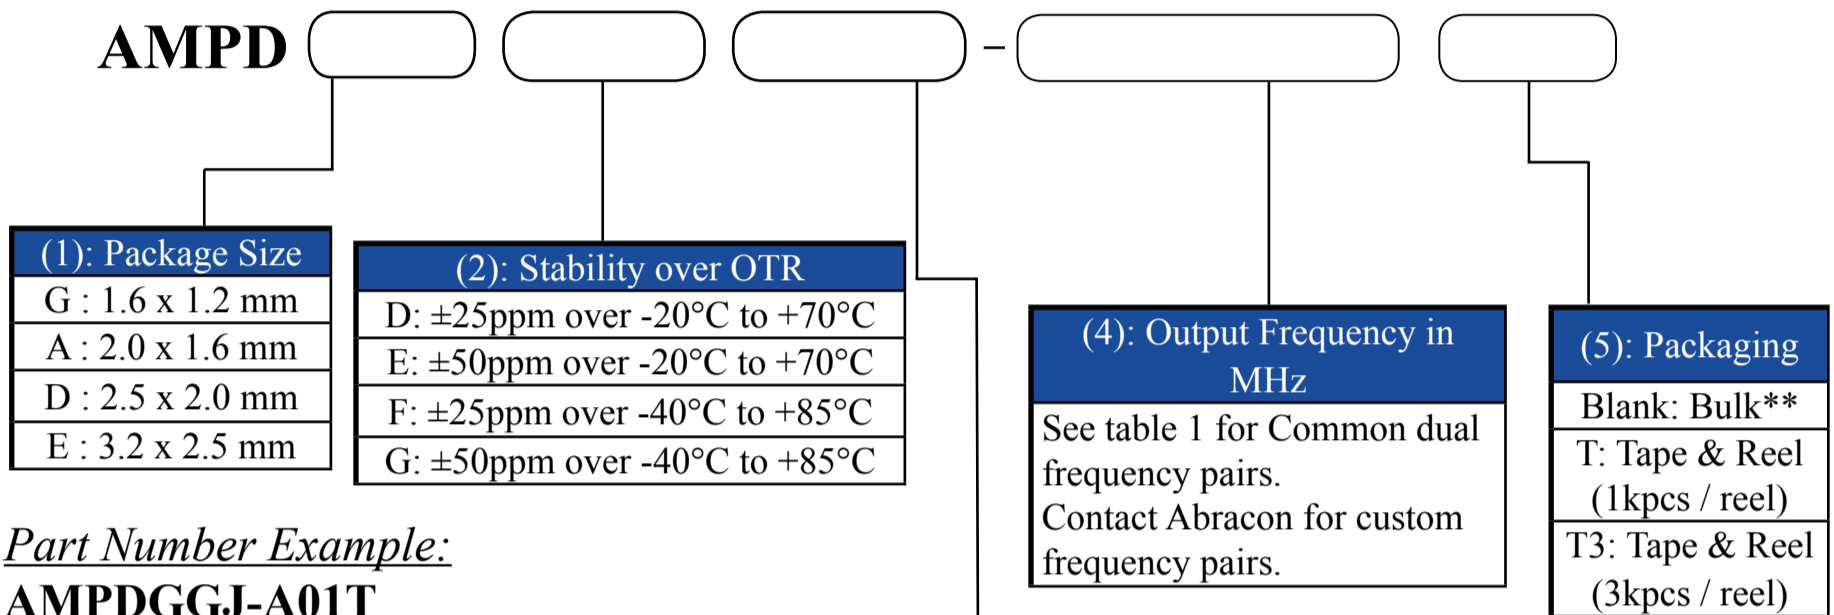 AMPD –
(1): Package Size
G : 1.6 x 1.2 mm
A : 2.0 x 1.6 mm
D : 2.5 x 2.0 mm
E : 3.2 x 2.5 mm
(2): Stability over OTR
D: ±25ppm over -20°C to +70°C
E: ±50ppm over -20°C to +70°C
F: ±25ppm over -40°C to +85°C
G: ±50ppm over -40°C to +85°C
(4): Output Frequency in
MHz
See table 1 for Common dual
frequency pairs.
Contact Abracon for custom
frequency pairs.
(5): Packaging
Blank: Bulk**
T: Tape & Reel
(1kpcs / reel)
T3: Tape & Reel
(3kpcs / reel)
Part Number Example:
AMPDGGJ-A01T